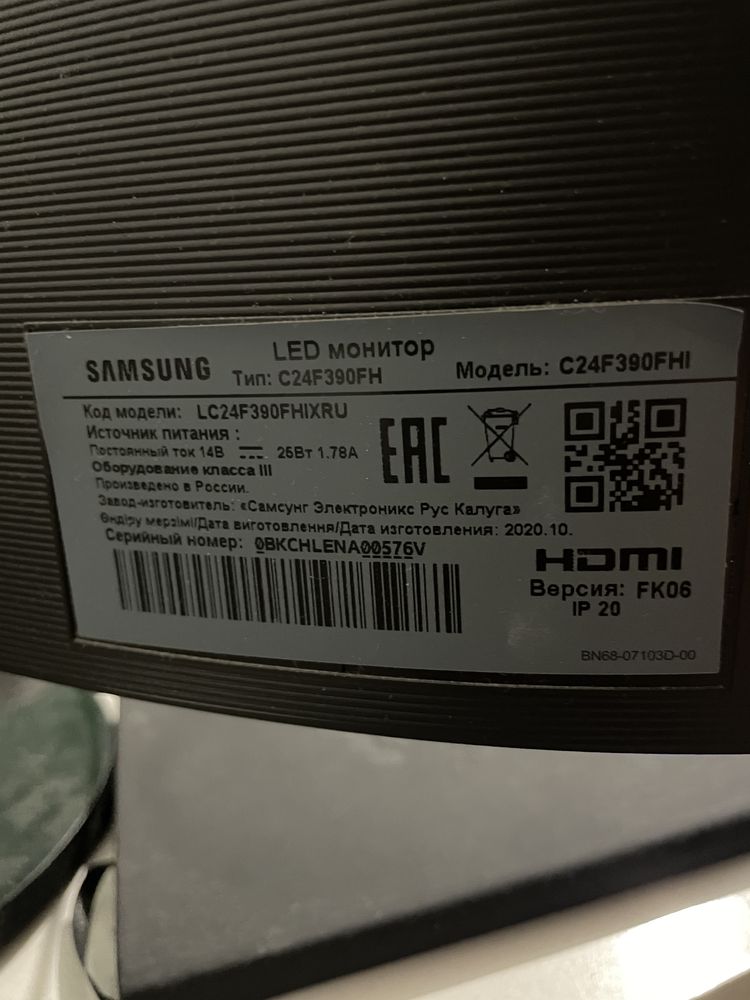 SAMSUNG
LED монитор
Тип: C24F390FH
Модель: C24F390FHI
Код модели: LC24F390FHIXRU
Источник питания :
Постоянный ток 14В 25Вт 1.78А
Оборудование класса III
Произведено в России.
Завод-изготовитель: «Самсунг Электроникс Рус Калуга»
Өндіру мерзімі/Дата виготовлення/Дата изготовления: 2020.10.
Серийный номер: 0BKCHLENA00576V
EAC
HDMI
Версия: FK06
IP 20
BN68-07103D-00